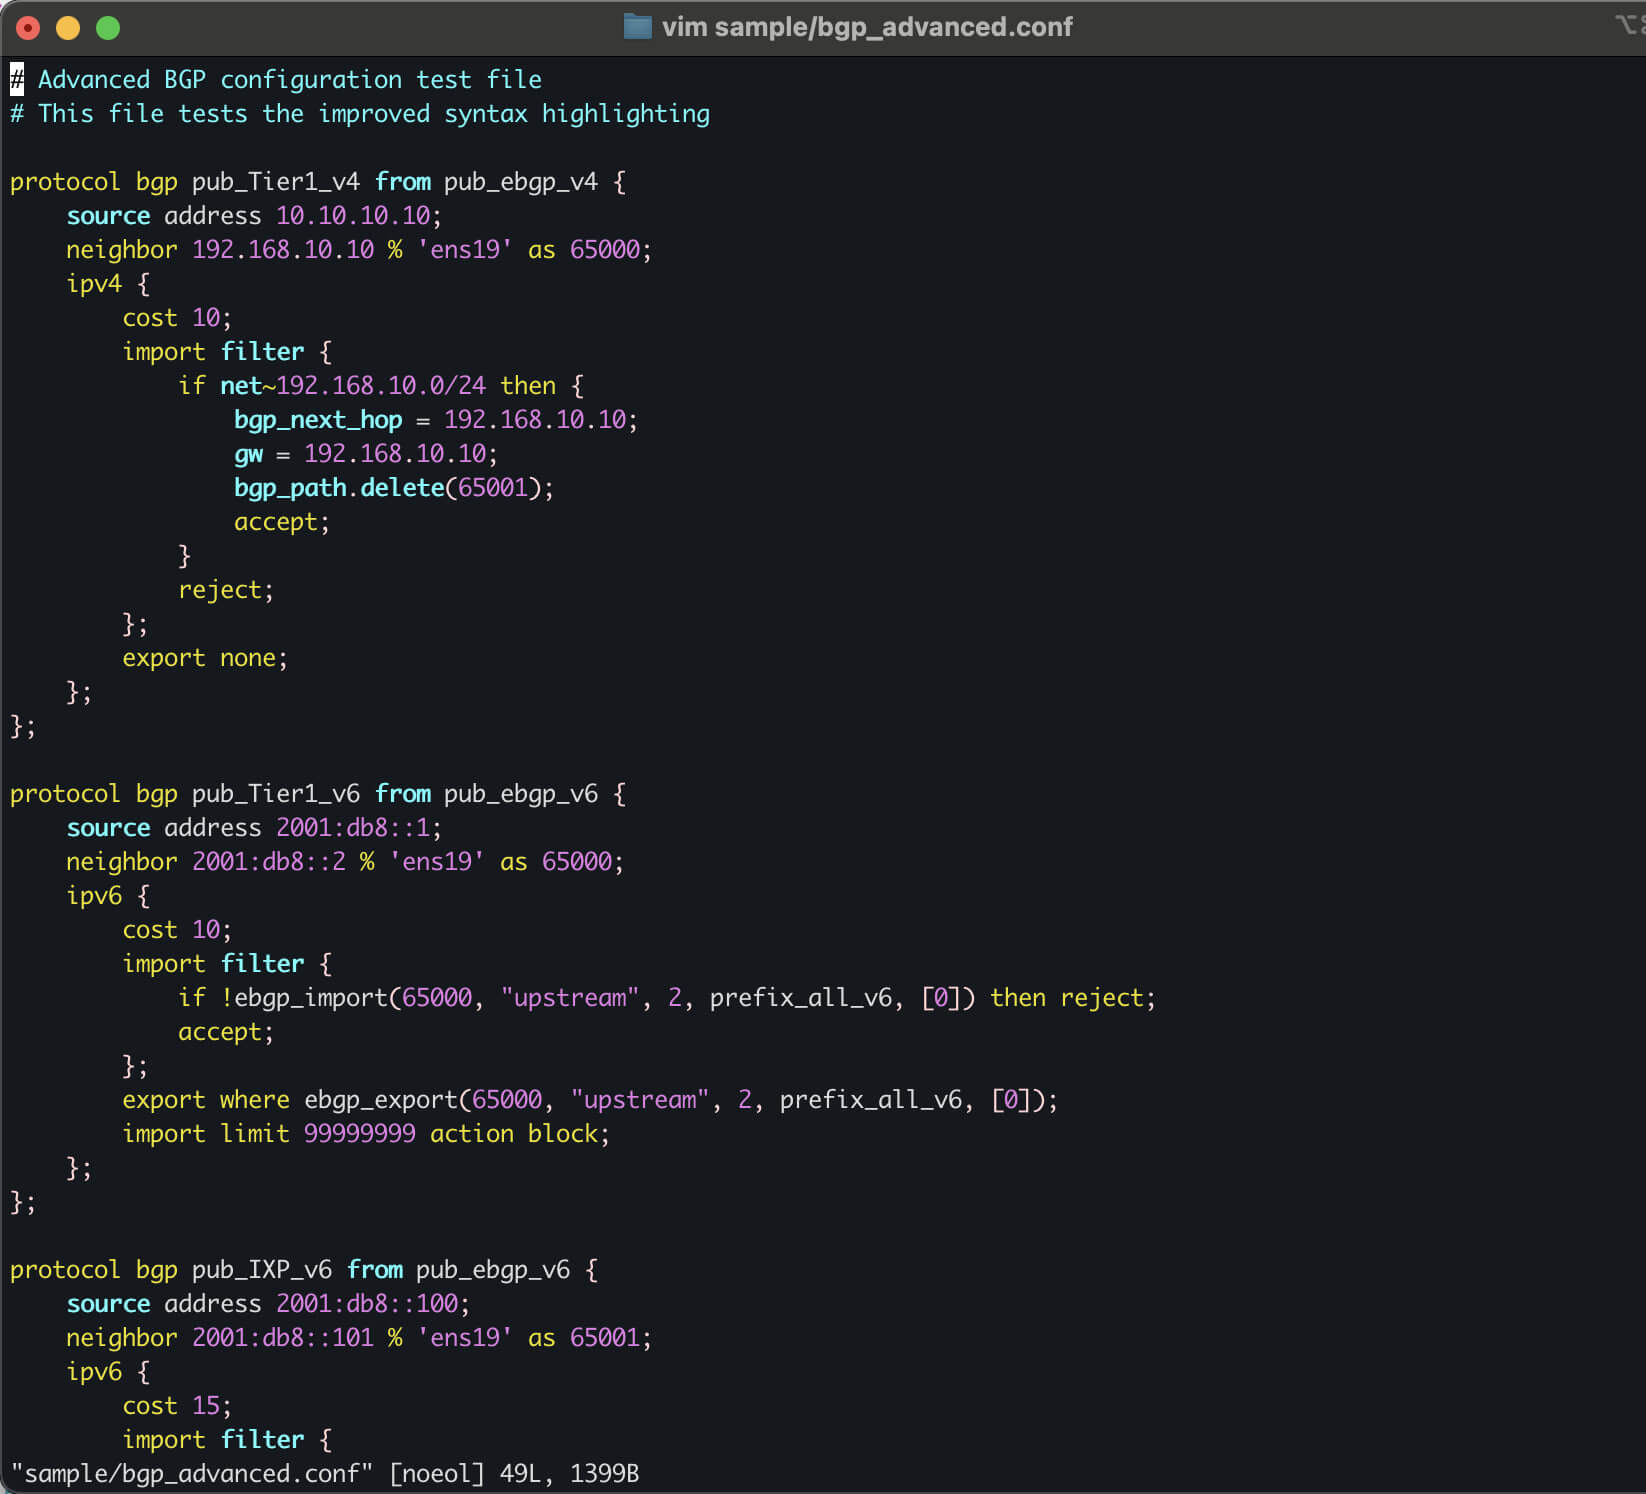 vim sample/bgp_advanced.conf
# Advanced BGP configuration test file
# This file tests the improved syntax highlighting

protocol bgp pub_Tier1_v4 from pub_ebgp_v4 {
    source address 10.10.10.10;
    neighbor 192.168.10.10 % 'ens19' as 65000;
    ipv4 {
        cost 10;
        import filter {
            if net~192.168.10.0/24 then {
                bgp_next_hop = 192.168.10.10;
                gw = 192.168.10.10;
                bgp_path.delete(65001);
                accept;
            }
            reject;
        };
        export none;
    };
};

protocol bgp pub_Tier1_v6 from pub_ebgp_v6 {
    source address 2001:db8::1;
    neighbor 2001:db8::2 % 'ens19' as 65000;
    ipv6 {
        cost 10;
        import filter {
            if !ebgp_import(65000, "upstream", 2, prefix_all_v6, [0]) then reject;
            accept;
        };
        export where ebgp_export(65000, "upstream", 2, prefix_all_v6, [0]);
        import limit 99999999 action block;
    };
};

protocol bgp pub_IXP_v6 from pub_ebgp_v6 {
    source address 2001:db8::100;
    neighbor 2001:db8::101 % 'ens19' as 65001;
    ipv6 {
        cost 15;
        import filter {
"sample/bgp_advanced.conf" [noeol] 49L, 1399B